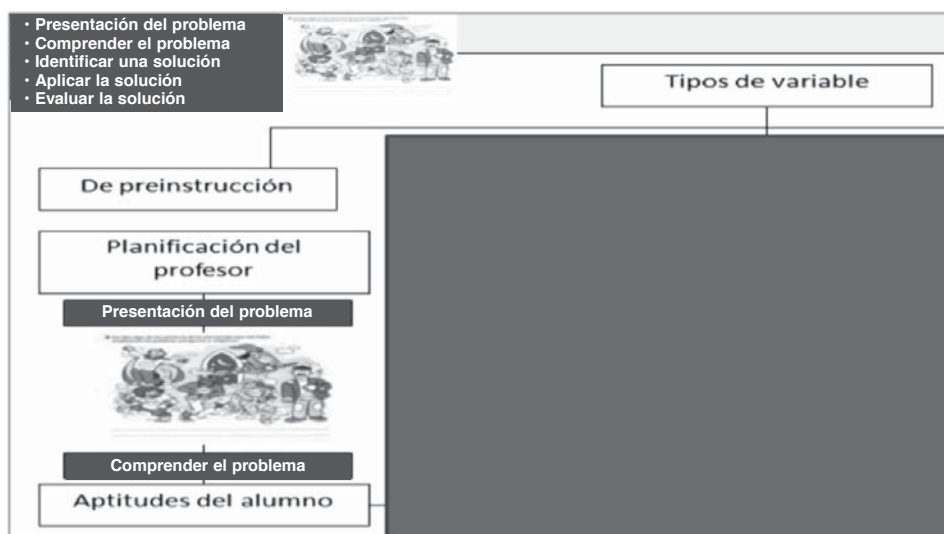 • Presentación del problema
• Comprender el problema
• Identificar una solución
• Aplicar la solución
• Evaluar la solución
Tipos de variable
De preinstrucción
Planificación del
profesor
Presentación del problema
Comprender el problema
Aptitudes del alumno